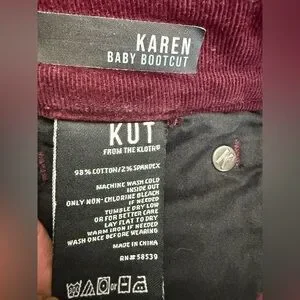 KAREN
BABY BOOTCUT
KUT
FROM THE KLOTH®
98% COTTON/2% SPANDEX
MACHINE WASH COLD
INSIDE OUT
ONLY NON-CHLORINE BLEACH
IF NEEDED
TUMBLE DRY LOW
OR FOR BETTER CARE
LAY FLAT TO DRY
WARM IRON IF NEEDED
WASH ONCE BEFORE WEARING
MADE IN CHINA
RN# 58539
or